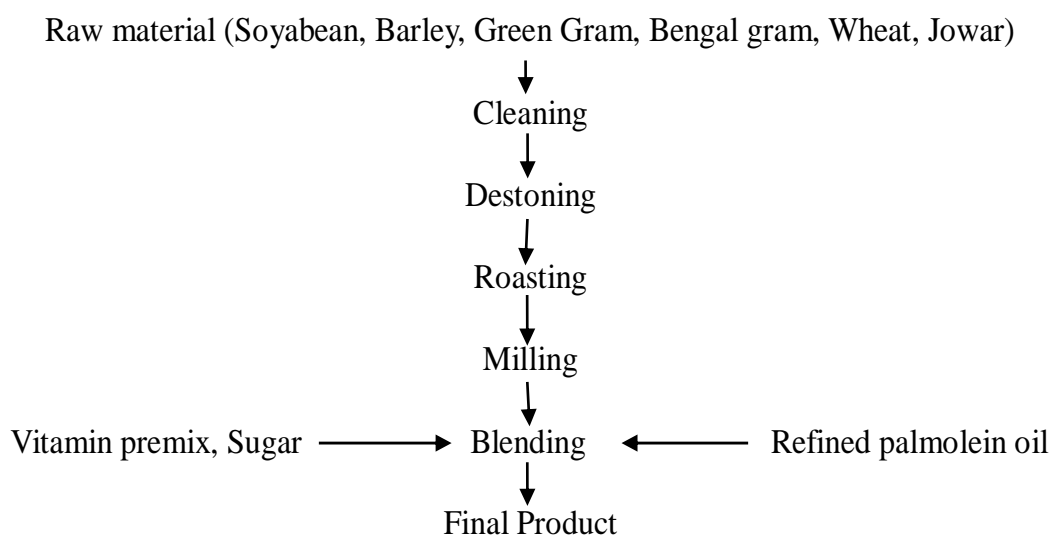 Raw material (Soyabean, Barley, Green Gram, Bengal gram, Wheat, Jowar)
Cleaning
Destoning
Roasting
Milling
Vitamin premix, Sugar Blending Refined palmolein oil
Final Product